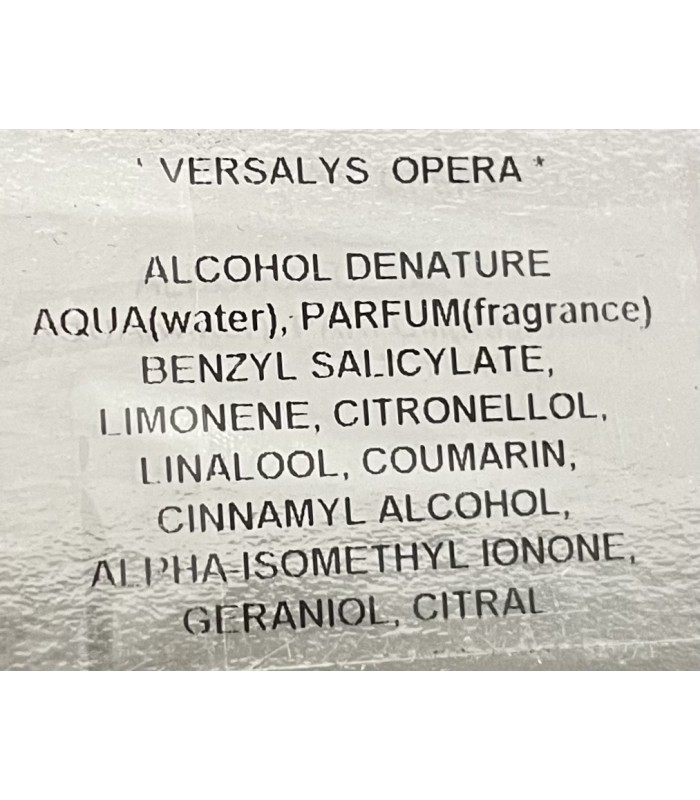 ' VERSALYS OPERA *
ALCOHOL DENATURE
AQUA(water), PARFUM(fragrance)
BENZYL SALICYLATE,
LIMONENE, CITRONELLOL,
LINALOOL, COUMARIN,
CINNAMYL ALCOHOL,
ALPHA-ISOMETHYL IONONE,
GERANIOL, CITRAL